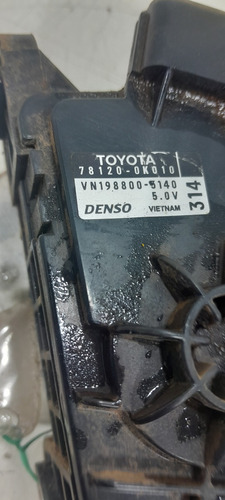 TOYOTA
78120-0K010
VN198800-5140
5.0V
DENSO VIETNAM
314